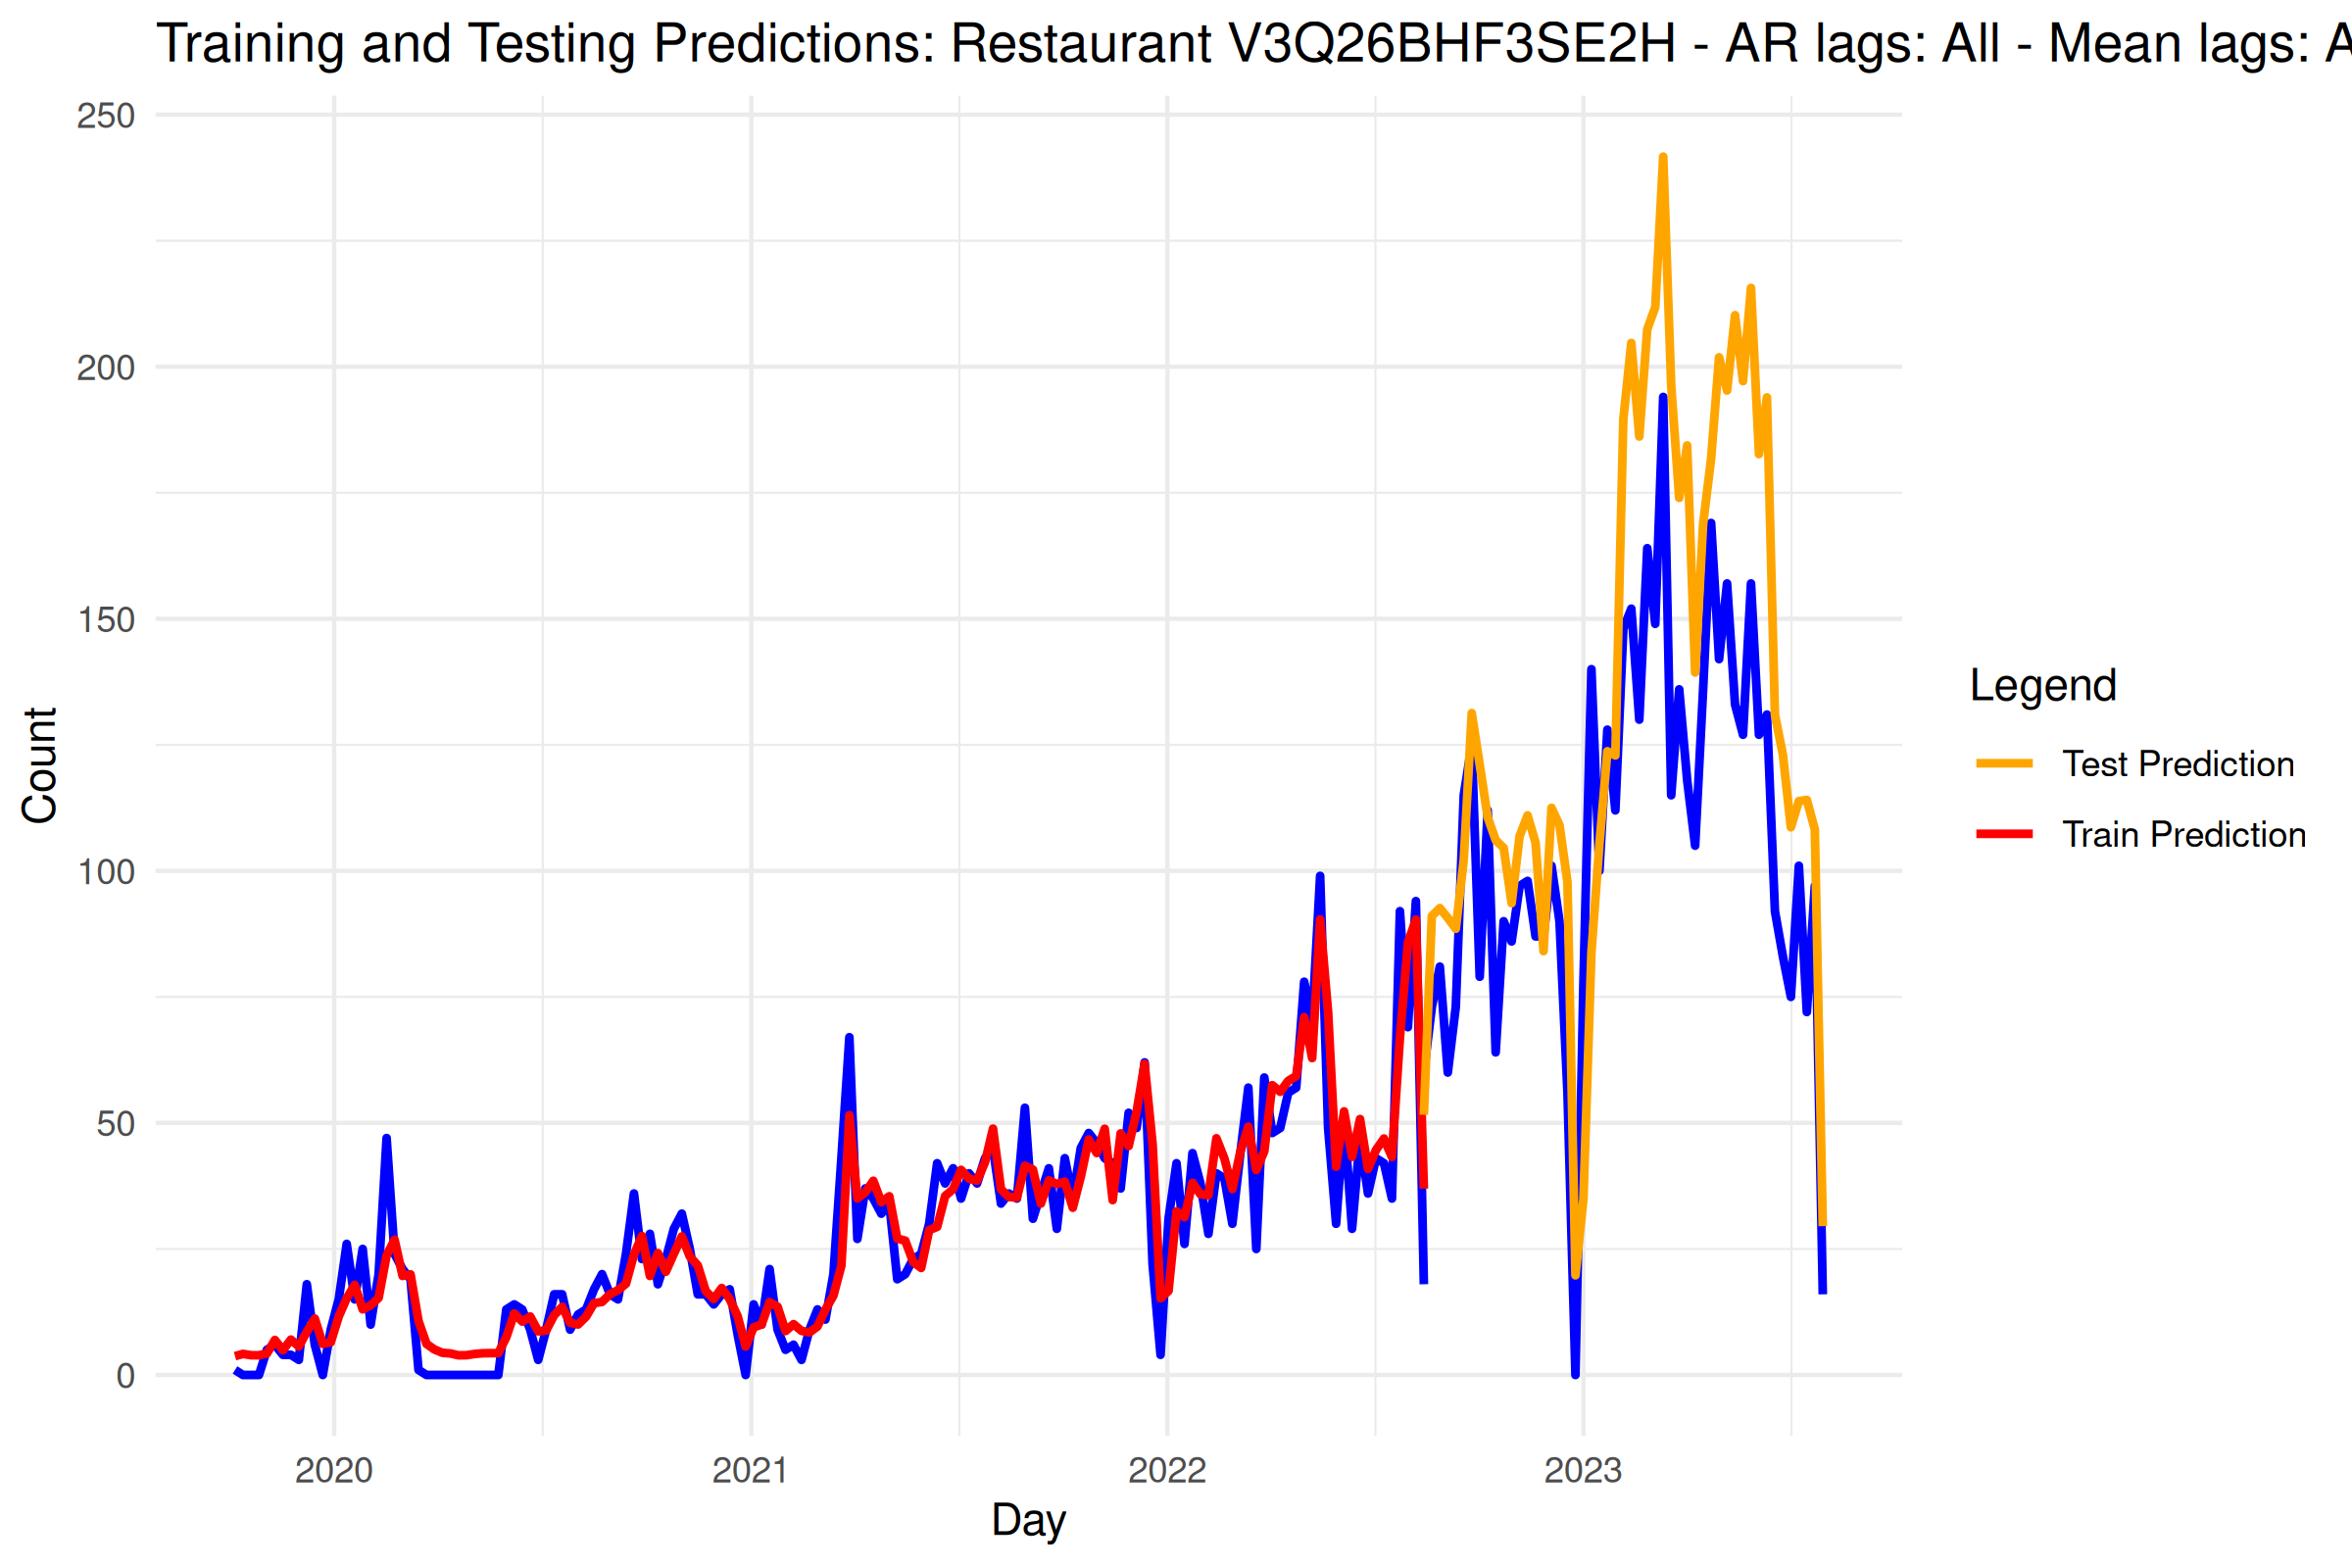 Training and Testing Predictions: Restaurant V3Q26BHF3SE2H - AR lags: All - Mean lags:
250
200
150
100
50
0
Count
2020
2021
2022
2023
Day
Legend
Test Prediction
Train Prediction